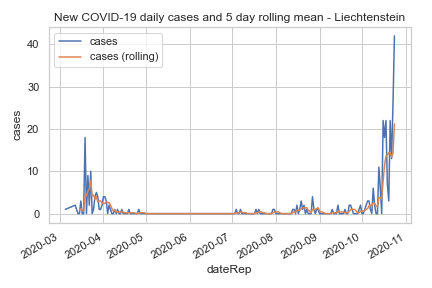 New COVID-19 daily cases and 5 day rolling mean - Liechtenstein
cases
cases (rolling)
cases
40
30
20
10
0
2020-03
2020-04
2020-05
2020-06
2020-07
2020-08
2020-09
2020-10
2020-11
dateRep